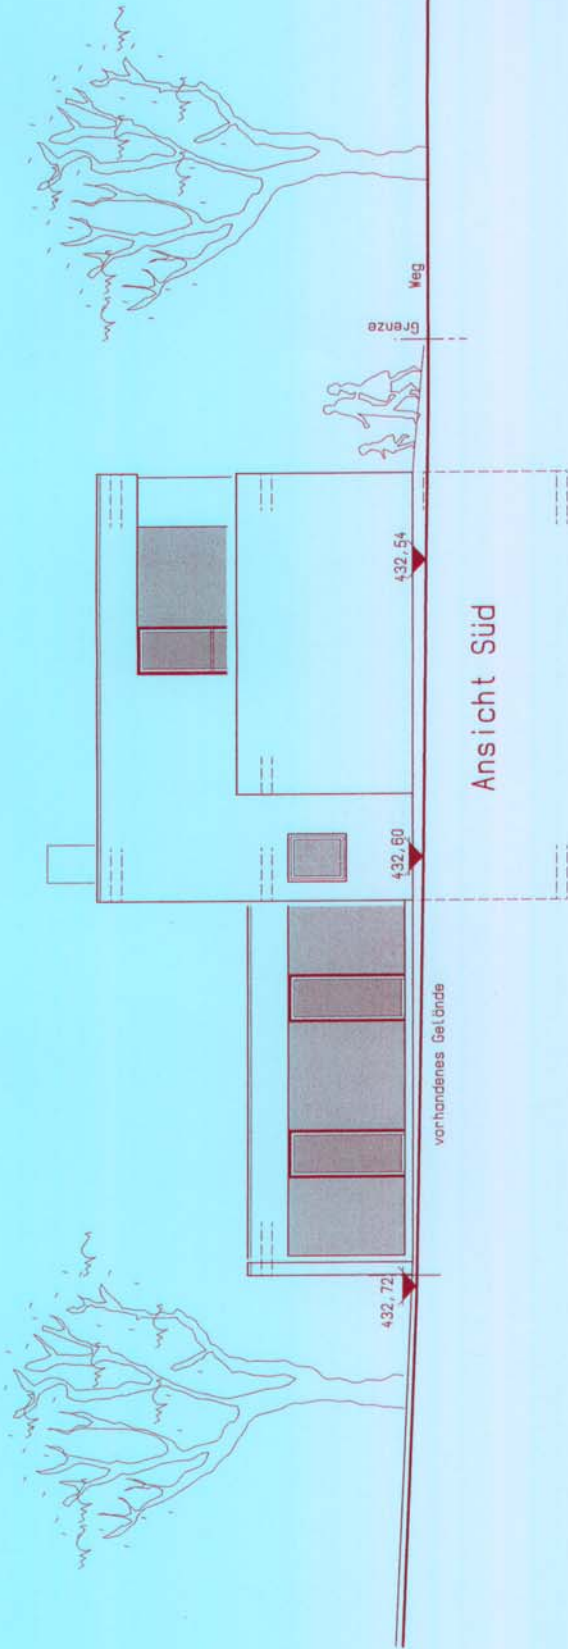 432,72
vorhandenes Gelände
432,60
432,54
Grenze
Weg
Ansicht Süd